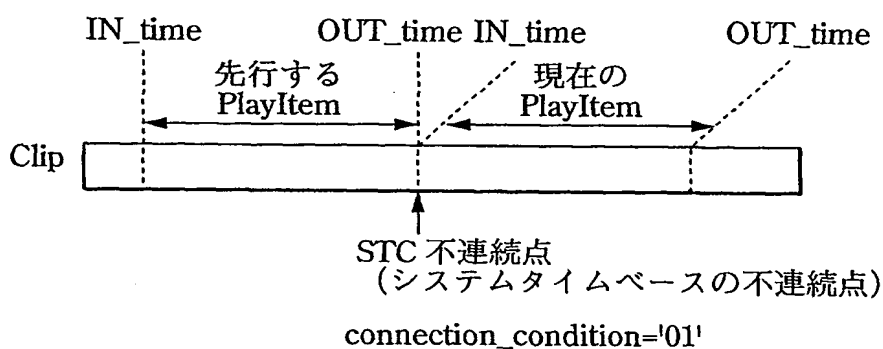 IN_time OUT_time IN_time OUT_time
先行する
PlayItem
現在の
PlayItem
Clip
STC 不連続点
（システムタイムベースの不連続点）
connection_condition='01'